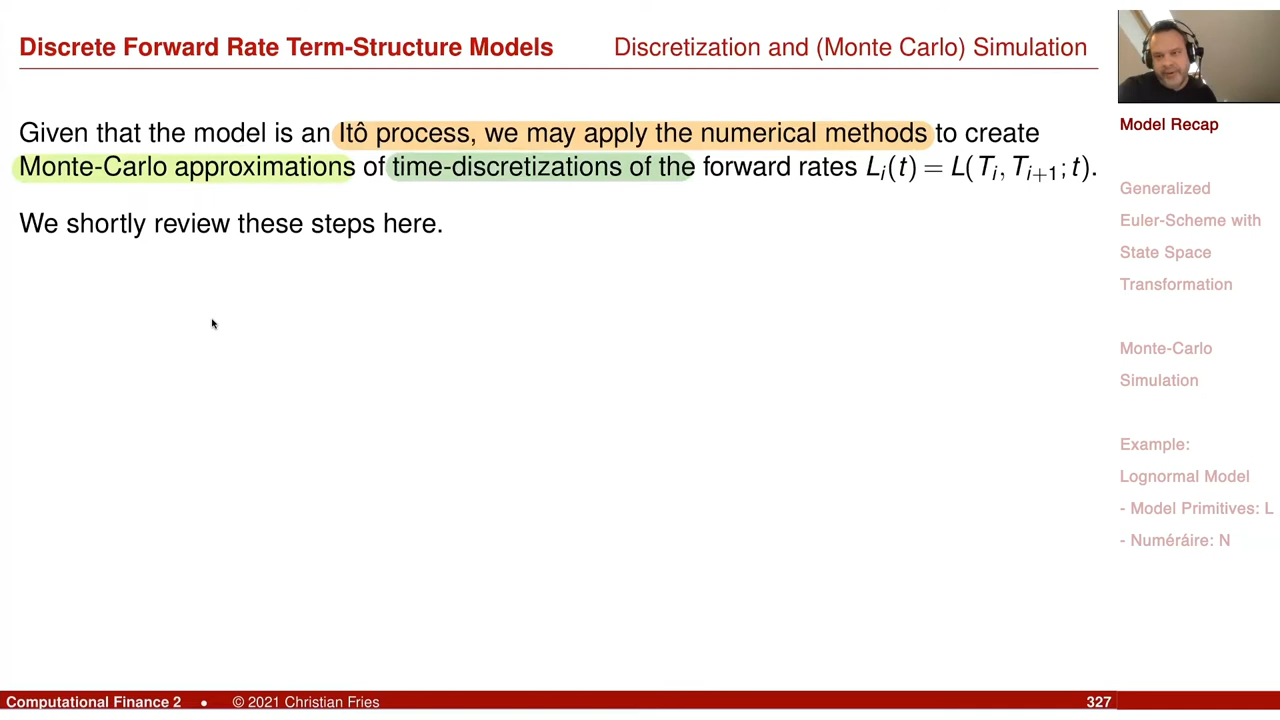 Discrete Forward Rate Term-Structure Models
Discretization and (Monte Carlo) Simulation
Given that the model is an Itô process, we may apply the numerical methods to create
Monte-Carlo approximations of time-discretizations of the forward rates Lᵢ(t) = L(Tᵢ, Tᵢ₊₁; t).
We shortly review these steps here.
Model Recap
Generalized
Euler-Scheme with
State Space
Transformation
Monte-Carlo
Simulation
Example:
Lognormal Model
- Model Primitives: L
- Numéráire: N
Computational Finance 2 • © 2021 Christian Fries 327